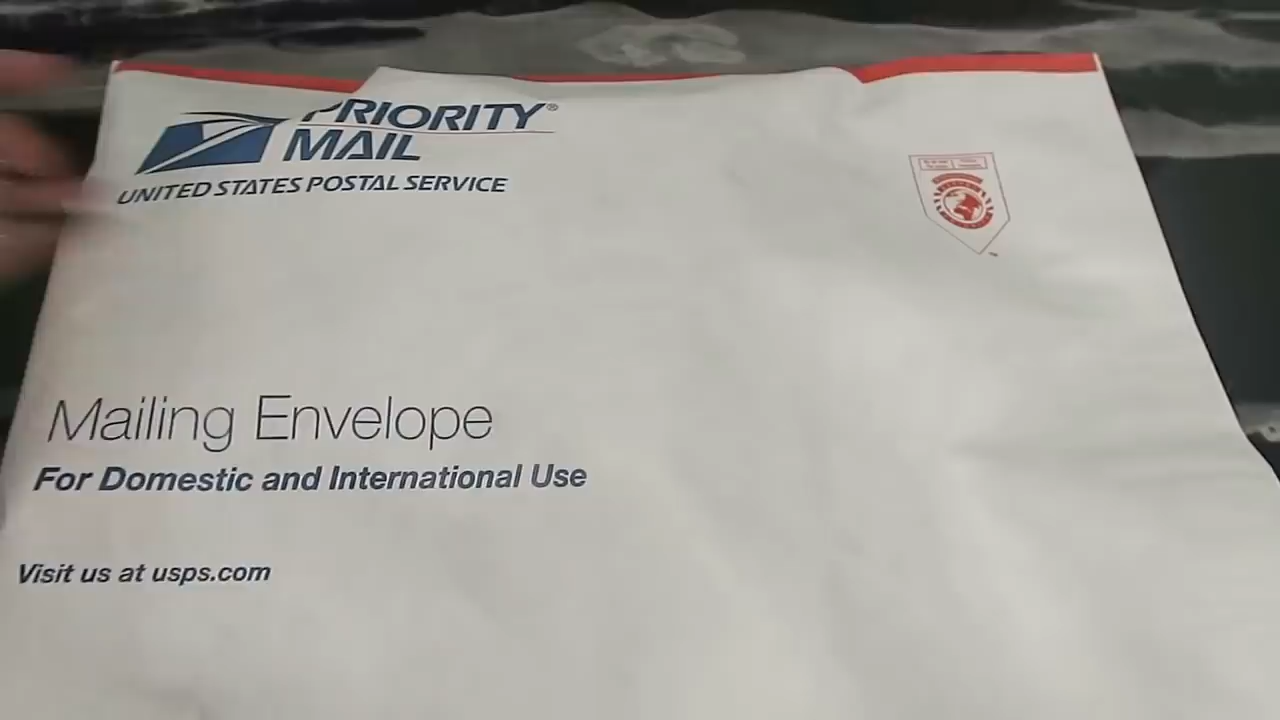 PRIORITY®
MAIL
UNITED STATES POSTAL SERVICE
Mailing Envelope
For Domestic and International Use
Visit us at usps.com